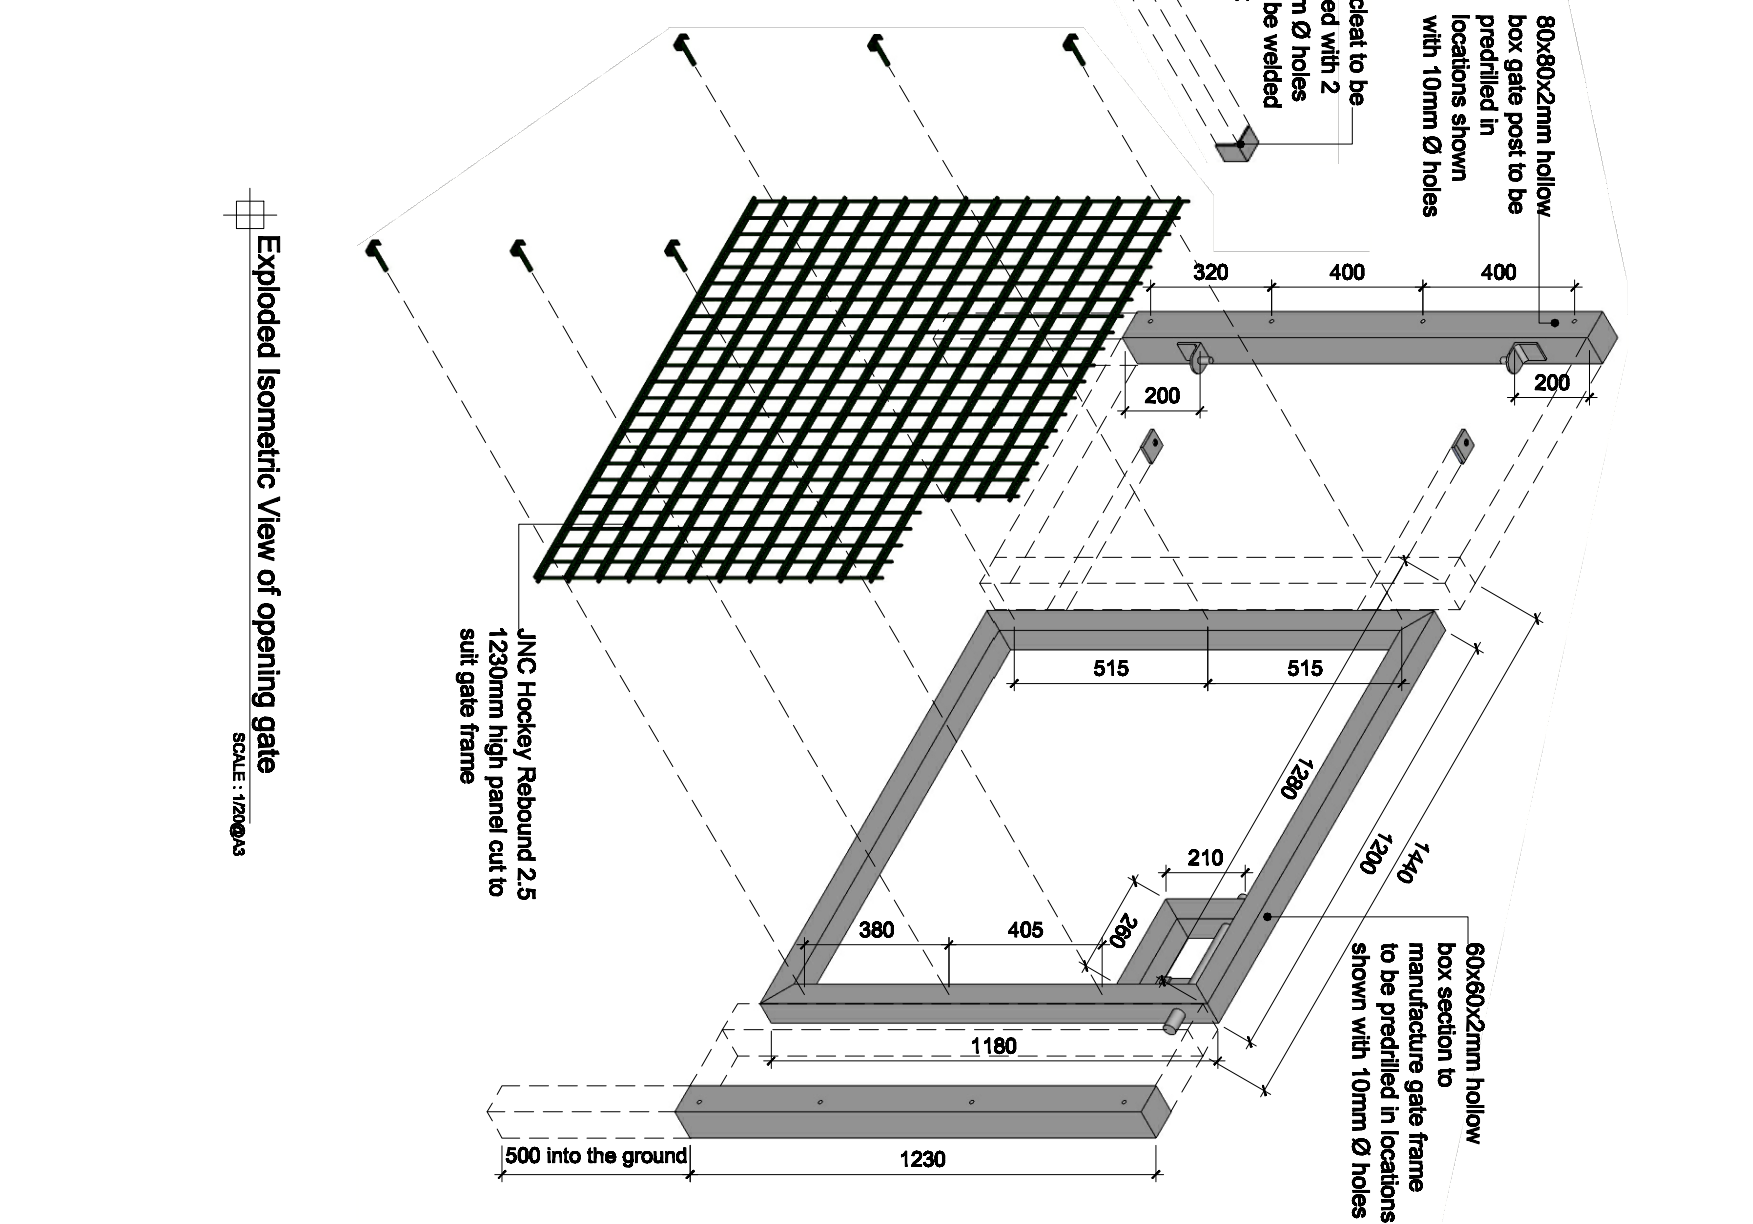 cleat to be
ed with 2
m Ø holes
be welded
80x80x2mm hollow
box gate post to be
predrilled in
locations shown
with 10mm Ø holes
320
400
400
200
200
515
515
1280
1200
1440
210
260
380
405
1180
500 into the ground
1230
60x60x2mm hollow
box section to
manufacture gate frame
to be predrilled in locations
shown with 10mm Ø holes
JNC Hockey Rebound 2.5
1230mm high panel cut to
suit gate frame
Exploded Isometric View of opening gate
SCALE : 1/20@A3